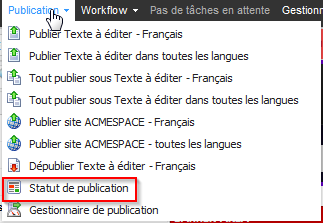 Publication Workflow Pas de tâches en attente Gestionn
Publier Texte à éditer - Français
Publier Texte à éditer dans toutes les langues
Tout publier sous Texte à éditer - Français
Tout publier sous Texte à éditer dans toutes les langues
Publier site ACMESPACE - Français
Publier site ACMESPACE - toutes les langues
Dépublier Texte à éditer - Français
Statut de publication
Gestionnaire de publication